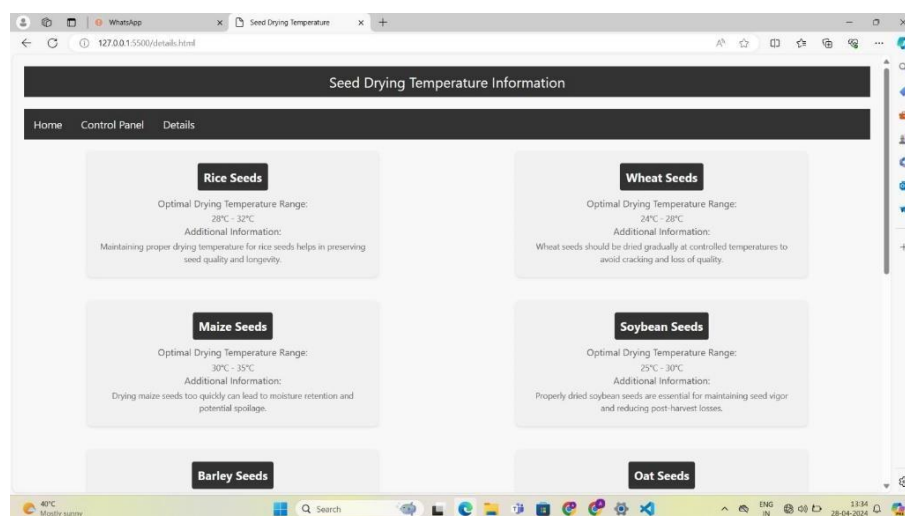 WhatsApp
Seed Drying Temperature
127.0.0.1:5500/details.html
Seed Drying Temperature Information
Home Control Panel Details
Rice Seeds
Optimal Drying Temperature Range:
28°C - 32°C
Additional Information:
Maintaining proper drying temperature for rice seeds helps in preserving
seed quality and longevity.
Wheat Seeds
Optimal Drying Temperature Range:
24°C - 28°C
Additional Information:
Wheat seeds should be dried gradually at controlled temperatures to
avoid cracking and loss of quality.
Maize Seeds
Optimal Drying Temperature Range:
30°C - 35°C
Additional Information:
Drying maize seeds too quickly can lead to moisture retention and
potential spoilage.
Soybean Seeds
Optimal Drying Temperature Range:
25°C - 30°C
Additional Information:
Properly dried soybean seeds are essential for maintaining seed vigor
and reducing post-harvest losses.
Barley Seeds
Oat Seeds
40°C
Mostly sunny
Search
ENG
IN
13:34
28-04-2024